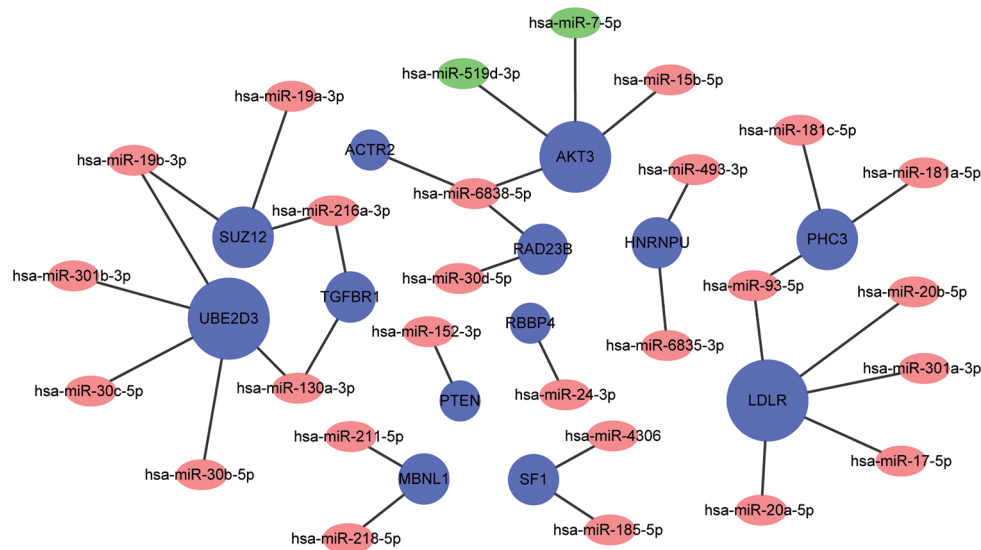 hsa-miR-7-5p
hsa-miR-519d-3p
hsa-miR-15b-5p
hsa-miR-19a-3p
hsa-miR-181c-5p
ACTR2
AKT3
hsa-miR-19b-3p
hsa-miR-493-3p
hsa-miR-181a-5p
hsa-miR-6838-5p
hsa-miR-216a-3p
SUZ12
RAD23B
HNRNPU
PHC3
hsa-miR-301b-3p
hsa-miR-30d-5p
hsa-miR-93-5p
hsa-miR-20b-5p
TGFBR1
UBE2D3
hsa-miR-152-3p
RBBP4
hsa-miR-6835-3p
hsa-miR-301a-3p
hsa-miR-30c-5p
hsa-miR-130a-3p
PTEN
hsa-miR-24-3p
LDLR
hsa-miR-211-5p
hsa-miR-4306
hsa-miR-17-5p
hsa-miR-30b-5p
MBNL1
SF1
hsa-miR-20a-5p
hsa-miR-218-5p
hsa-miR-185-5p